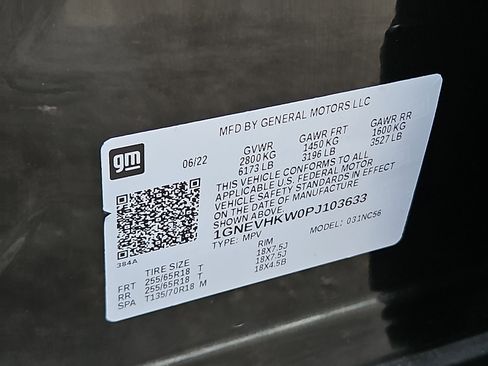 MFD BY GENERAL MOTORS LLC
gm
06/22
GVWR GAWR FRT GAWR RR
2800 KG 1450 KG 1600 KG
6173 LB 3196 LB 3527 LB
THIS VEHICLE CONFORMS TO ALL
APPLICABLE U.S. FEDERAL MOTOR
VEHICLE SAFETY STANDARDS IN EFFECT
ON THE DATE OF MANUFACTURE
SHOWN ABOVE
1GNEVHKW0PJ103633
TYPE: MPV MODEL: 031NC56
384A
TIRE SIZE RIM
FRT 255/65R18 T 18X7.5J
RR 255/65R18 T 18X7.5J
SPA T135/70R18 M 18X4.5B